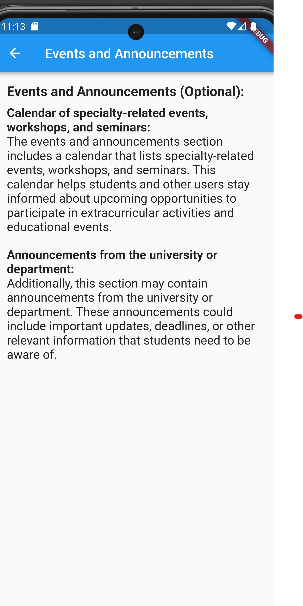 11:13
DEBUG
Events and Announcements
Events and Announcements (Optional):
Calendar of specialty-related events,
workshops, and seminars:
The events and announcements section
includes a calendar that lists specialty-related
events, workshops, and seminars. This
calendar helps students and other users stay
informed about upcoming opportunities to
participate in extracurricular activities and
educational events.
Announcements from the university or
department:
Additionally, this section may contain
announcements from the university or
department. These announcements could
include important updates, deadlines, or other
relevant information that students need to be
aware of.